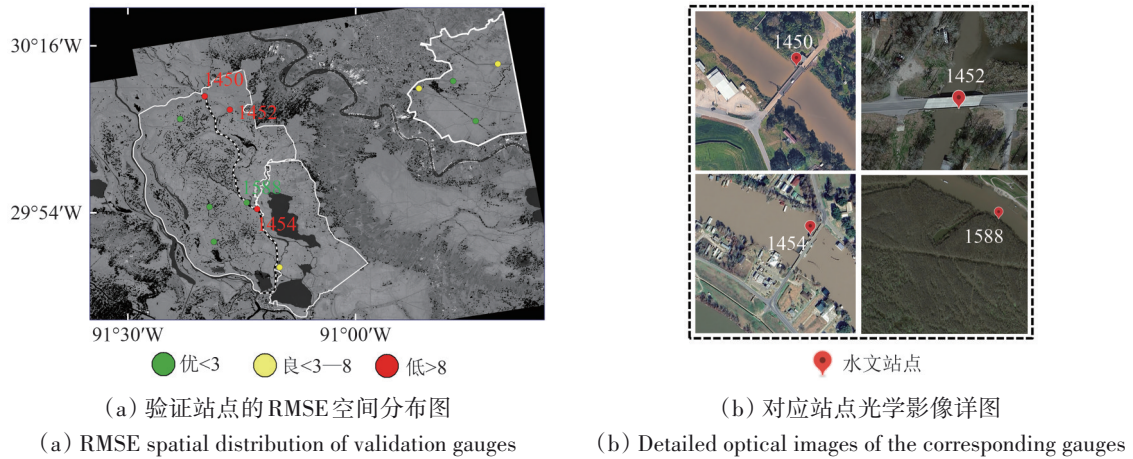 30°16′W
29°54′W
91°30′W
91°00′W
1450
1452
1588
1454
优<3
良<3—8
低>8
(a) 验证站点的RMSE空间分布图
(a) RMSE spatial distribution of validation gauges
1450
1452
1454
1588
水文站点
(b) 对应站点光学影像详图
(b) Detailed optical images of the corresponding gauges